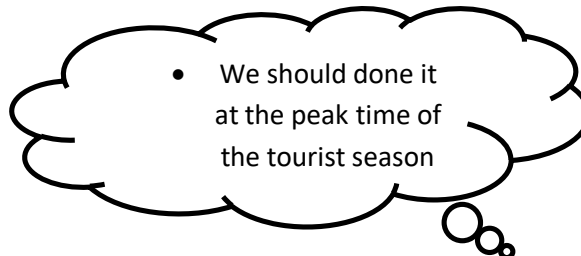 • We should done it
at the peak time of
the tourist season